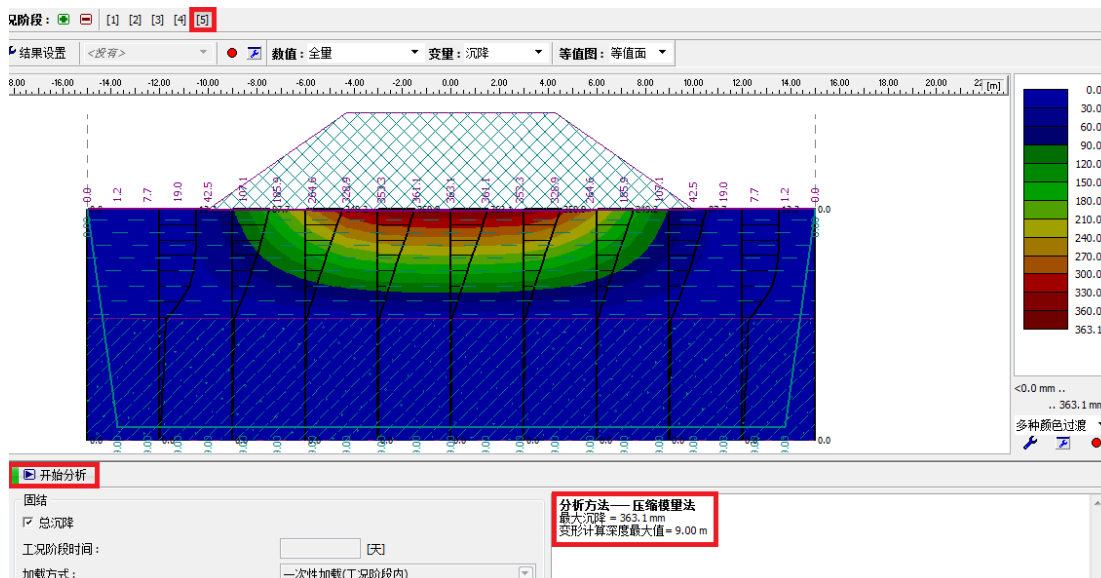 况阶段: [1] [2] [3] [4] [5]
结果设置 <没有> 数值: 全量 变量: 沉降 等值图: 等值面
8.00 -16.00 -14.00 -12.00 -10.00 -8.00 -6.00 -4.00 -2.00 0.00 2.00 4.00 6.00 8.00 10.00 12.00 14.00 16.00 18.00 20.00 [m]
-0.0 1.2 7.7 19.0 42.5 107.1 185.9 264.6 328.9 353.3 361.1 363.1 361.1 353.3 328.9 264.6 185.9 107.1 42.5 19.0 7.7 1.2 -0.0
0.0
0.0
0.0
30.0
60.0
90.0
120.0
150.0
180.0
210.0
240.0
270.0
300.0
330.0
360.0
363.1
<0.0 mm ..
.. 363.1 mm
多种颜色过渡
开始分析
固结
总沉降
工况阶段时间: [天]
加载方式: 一次性加载(工况阶段内)
分析方法——压缩模量法
最大沉降 = 363.1 mm
变形计算深度最大值= 9.00 m